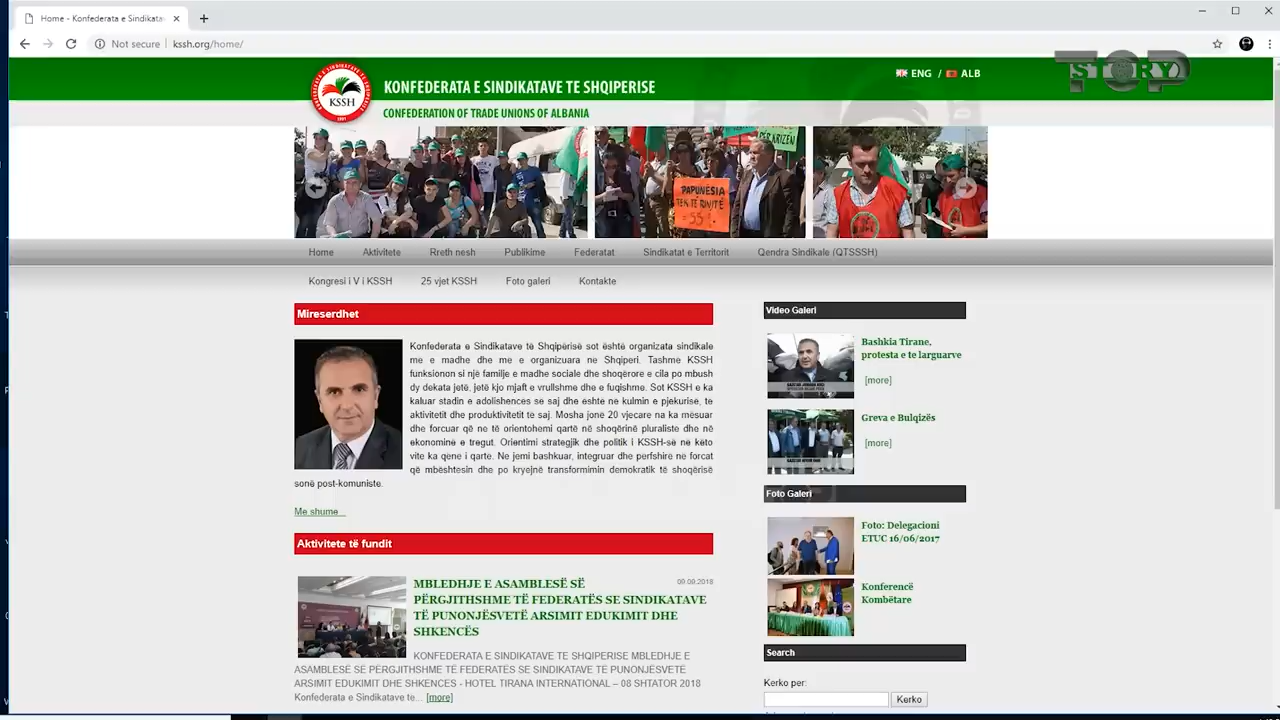 Home - Konfederata e Sindikatav
Not secure
kssh.org/home/
TOP STORY
ENG / ALB
KSSH
KONFEDERATA E SINDIKATAVE TE SHQIPERISE
CONFEDERATION OF TRADE UNIONS OF ALBANIA
PAPUNËSIA
Home Aktivitete Rreth nesh Publikime Federatat Sindikatat e Territorit Qendra Sindikale (QTSSSH)
Kongresi i V i KSSH 25 vjet KSSH Foto galeri Kontakte
Mireserdhet
Konfederata e Sindikatave të Shqipërisë sot është organizata sindikale
me e madhe dhe me e organizuara ne Shqiperi. Tashmë KSSH
funksionon si një familje e madhe sociale dhe shoqërore e cila po mbush
dy dekata jetë, jetë kjo mjaft e vrullshme dhe e fuqishme. Sot KSSH e ka
kaluar stadin e adolishencës se saj dhe është ne kulmin e pjekurise, te
aktivitetit dhe produktivitetit të saj. Mosha jonë 20 vjecare na ka mësuar
dhe forcuar që ne të orientohemi qartë në shoqërinë pluraliste dhe në
ekonominë e tregut. Orientimi strategjik dhe politik i KSSH-së në këto
vite ka qenë i qarte. Ne jemi bashkuar, integruar dhe perfshire ne forcat
që mbështesin dhe po kryejnë transformimin demokratik të shoqërisë
sonë post-komuniste.
Me shume...
Aktivitete të fundit
MBLEDHJE E ASAMBLESË SË
09.09.2018
PËRGJITHSHME TË FEDERATËS SE SINDIKATAVE
TË PUNONJËSVETË ARSIMIT EDUKIMIT DHE
SHKENCËS
KONFEDERATA E SINDIKATAVE TE SHQIPERISE MBLEDHJE E
ASAMBLESË SË PËRGJITHSHME TË FEDERATËS SE SINDIKATAVE TË PUNONJËSVETË
ARSIMIT EDUKIMIT DHE SHKENCES - HOTEL TIRANA INTERNATIONAL – 08 SHTATOR 2018
Konfederata e Sindikatave te... [more]
Video Galeri
Bashkia Tirane,
protesta e te larguarve
[more]
Greva e Bulqizës
[more]
Foto Galeri
Foto: Delegacioni
ETUC 16/06/2017
Konferencë
Kombëtare
Search
Kerko per:
Kerko